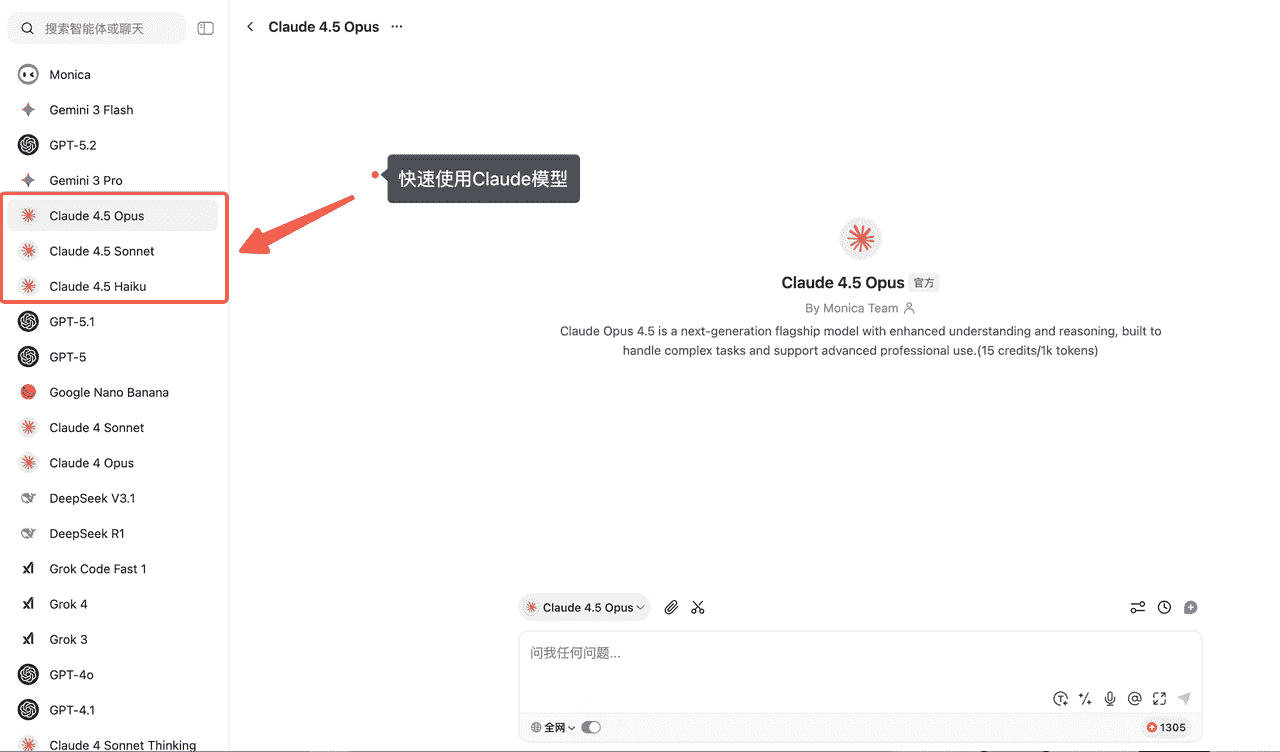 搜索智能体或聊天
Monica
Gemini 3 Flash
GPT-5.2
Gemini 3 Pro
Claude 4.5 Opus
Claude 4.5 Sonnet
Claude 4.5 Haiku
GPT-5.1
GPT-5
Google Nano Banana
Claude 4 Sonnet
Claude 4 Opus
DeepSeek V3.1
DeepSeek R1
Grok Code Fast 1
Grok 4
Grok 3
GPT-4o
GPT-4.1
Claude 4 Sonnet Thinking
Claude 4.5 Opus
快速使用Claude模型
Claude 4.5 Opus 官方
By Monica Team
Claude Opus 4.5 is a next-generation flagship model with enhanced understanding and reasoning, built to
handle complex tasks and support advanced professional use.(15 credits/1k tokens)
Claude 4.5 Opus
问我任何问题...
全网
1305